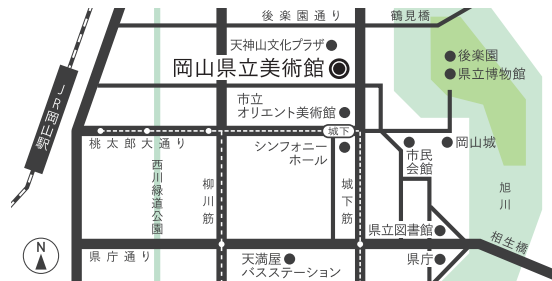 後楽園通り
鶴見橋
天神山文化プラザ
後楽園
岡山県立美術館
県立博物館
JR岡山駅
市立
オリエント美術館
城下
桃太郎大通り
シンフォニー
ホール
市民
会館
岡山城
西川緑道公園
柳川筋
城下筋
旭川
県立図書館
相生橋
N
県庁通り
天満屋
バスステーション
県庁